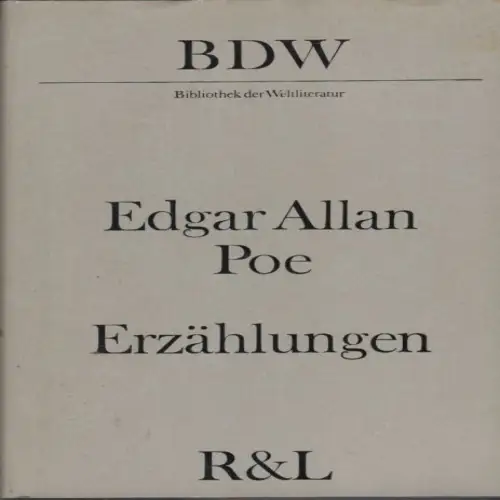 BDW
Bibliothek der Weltliteratur
Edgar Allan
Poe
Erzählungen
R&L